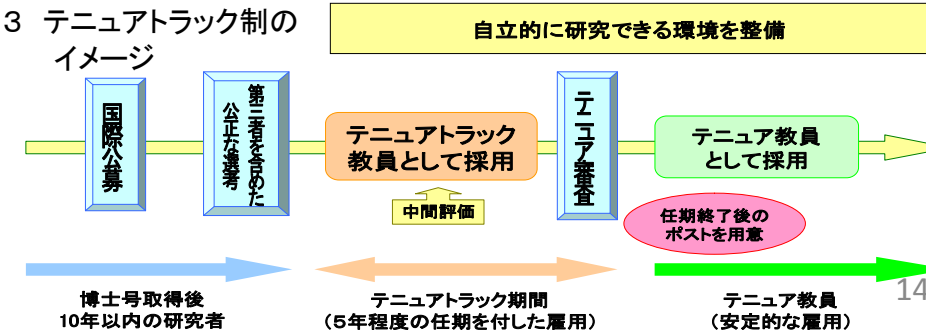 3 テニュアトラック制の
イメージ
自立的に研究できる環境を整備
国際公募
第三者を含めた
公正な選考
テニュアトラック
教員として採用
中間評価
テニュア審査
テニュア教員
として採用
任期終了後の
ポストを用意
博士号取得後
10年以内の研究者
テニュアトラック期間
(5年程度の任期を付した雇用)
テニュア教員
(安定的な雇用)
14